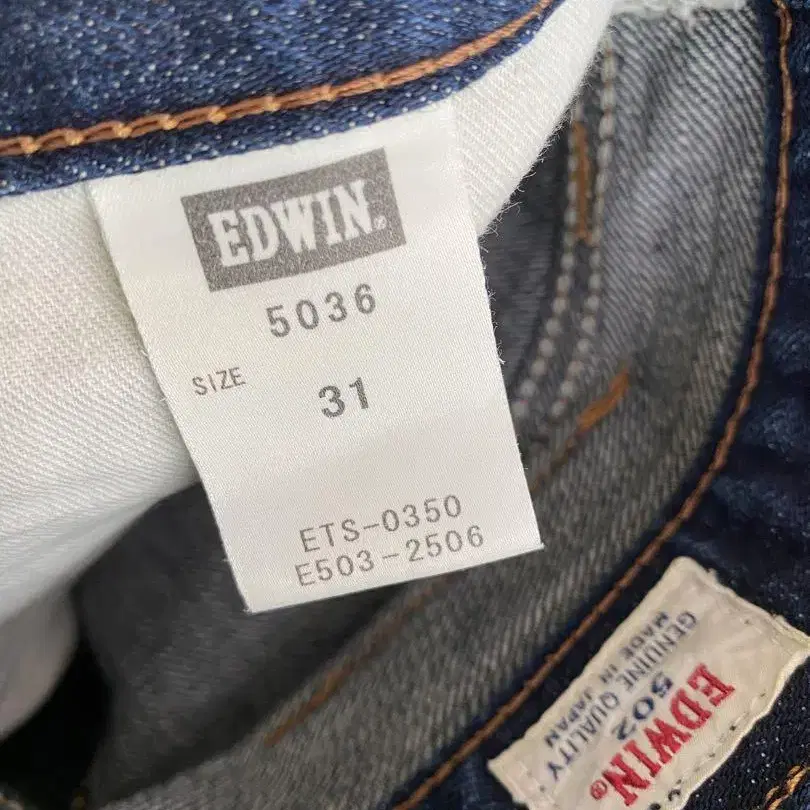 EDWIN®
5036
SIZE
31
ETS-0350
E503-2506
EDWIN®
502
GENUINE QUALITY
MADE IN JAPAN